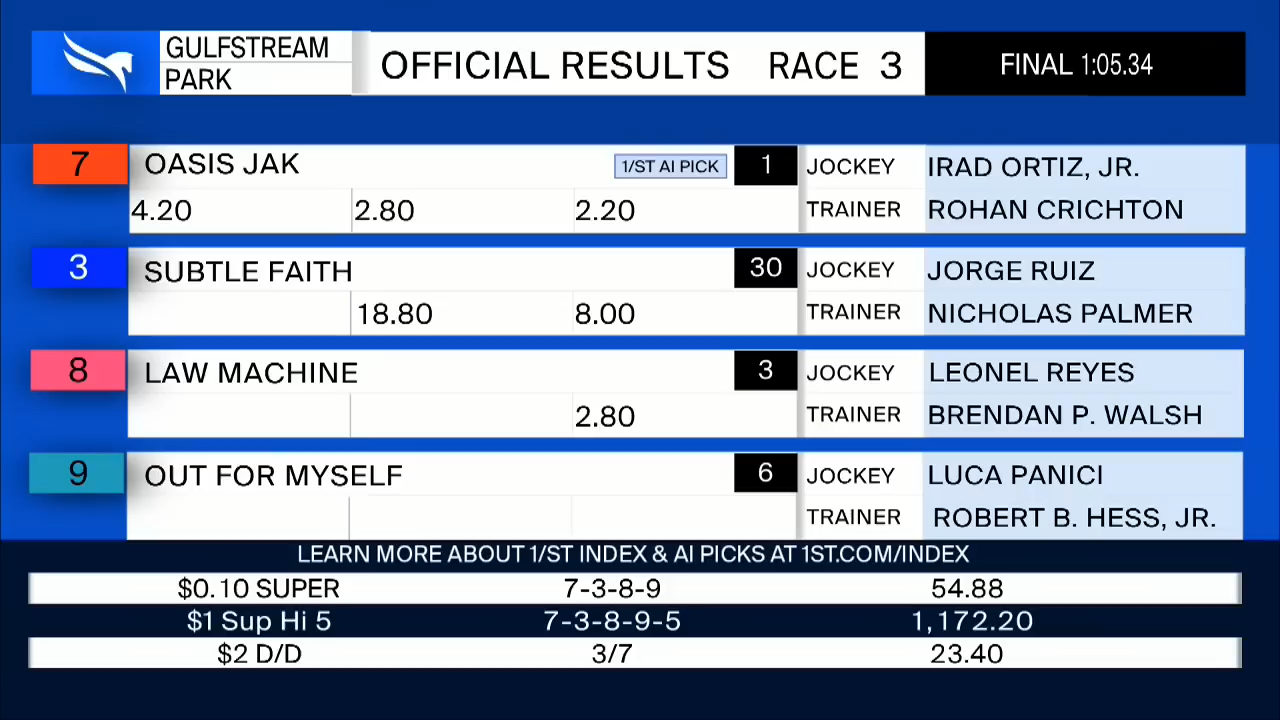 GULFSTREAM
PARK
OFFICIAL RESULTS RACE 3
FINAL 1:05.34
7 OASIS JAK 1/ST AI PICK 1 JOCKEY IRAD ORTIZ, JR.
4.20 2.80 2.20 TRAINER ROHAN CRICHTON
3 SUBTLE FAITH 30 JOCKEY JORGE RUIZ
18.80 8.00 TRAINER NICHOLAS PALMER
8 LAW MACHINE 3 JOCKEY LEONEL REYES
2.80 TRAINER BRENDAN P. WALSH
9 OUT FOR MYSELF 6 JOCKEY LUCA PANICI
TRAINER ROBERT B. HESS, JR.
LEARN MORE ABOUT 1/ST INDEX & AI PICKS AT 1ST.COM/INDEX
$0.10 SUPER 7-3-8-9 54.88
$1 Sup Hi 5 7-3-8-9-5 1,172.20
$2 D/D 3/7 23.40